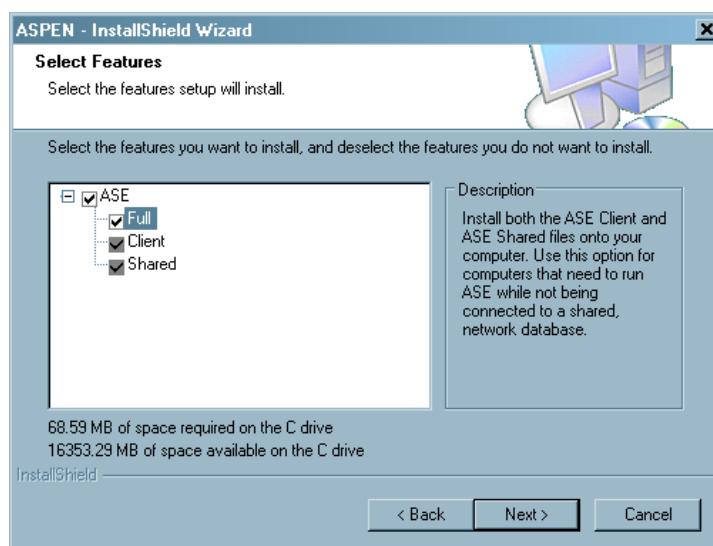 ASPEN - InstallShield Wizard
Select Features
Select the features setup will install.
Select the features you want to install, and deselect the features you do not want to install.
ASE
Full
Client
Shared
Description
Install both the ASE Client and
ASE Shared files onto your
computer. Use this option for
computers that need to run
ASE while not being
connected to a shared,
network database.
68.59 MB of space required on the C drive
16353.29 MB of space available on the C drive
InstallShield
< Back
Next >
Cancel